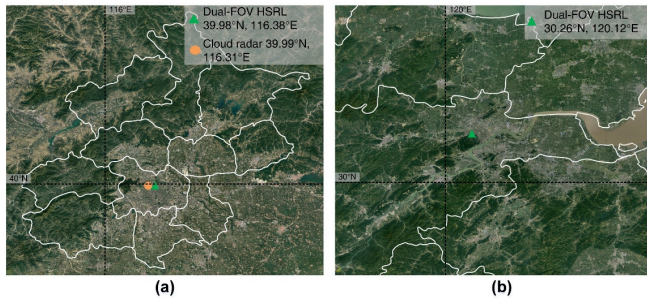 116°E
Dual-FOV HSRL
39.98°N, 116.38°E
Cloud radar 39.99°N,
116.31°E
40°N
(a)
120°E
Dual-FOV HSRL
30.26°N, 120.12°E
30°N
(b)